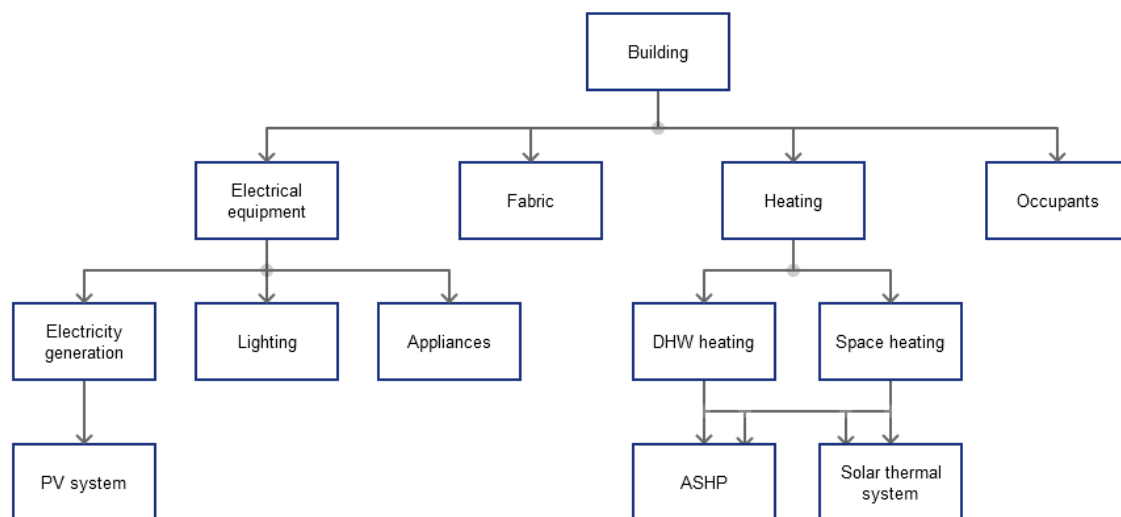 Building
Electrical
equipment
Fabric
Heating
Occupants
Electricity
generation
Lighting
Appliances
DHW heating
Space heating
PV system
ASHP
Solar thermal
system